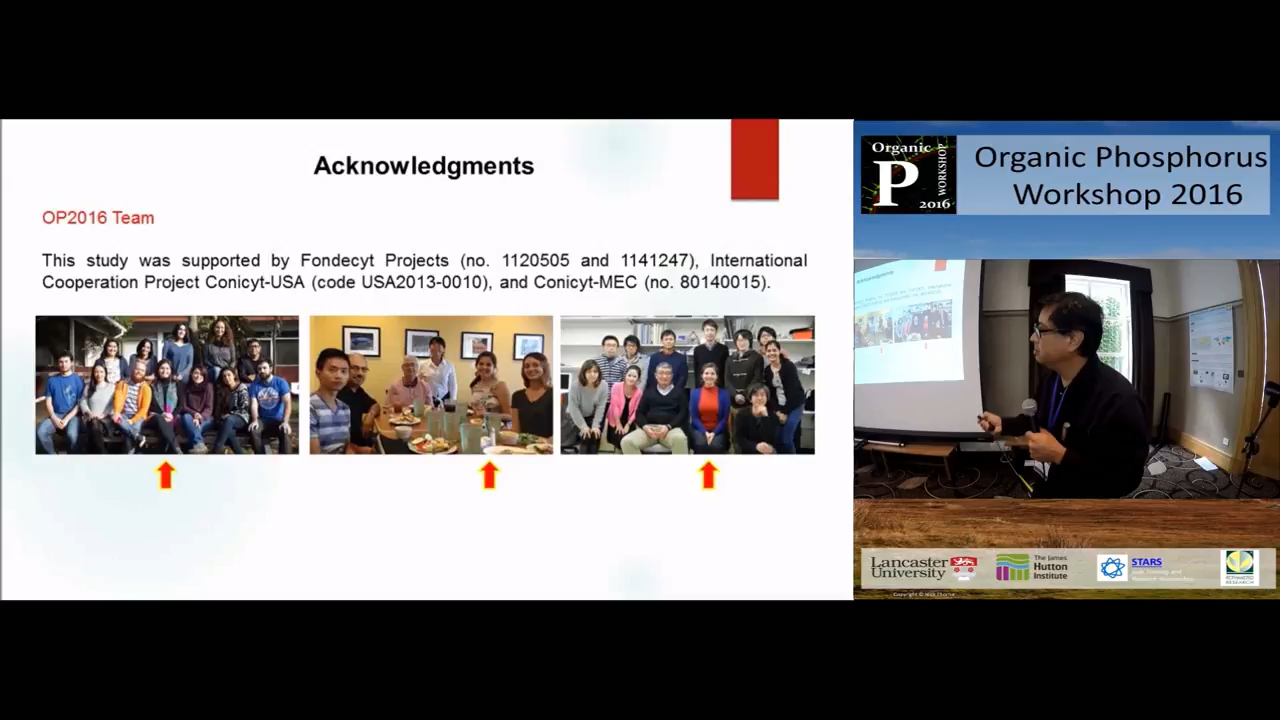 Acknowledgments
OP2016 Team
This study was supported by Fondecyt Projects (no. 1120505 and 1141247), International
Cooperation Project Conicyt-USA (code USA2013-0010), and Conicyt-MEC (no. 80140015).
Organic
P
WORKSHOP
2016
Organic Phosphorus
Workshop 2016
Acknowledgments
Lancaster
University
The James
Hutton
Institute
STARS